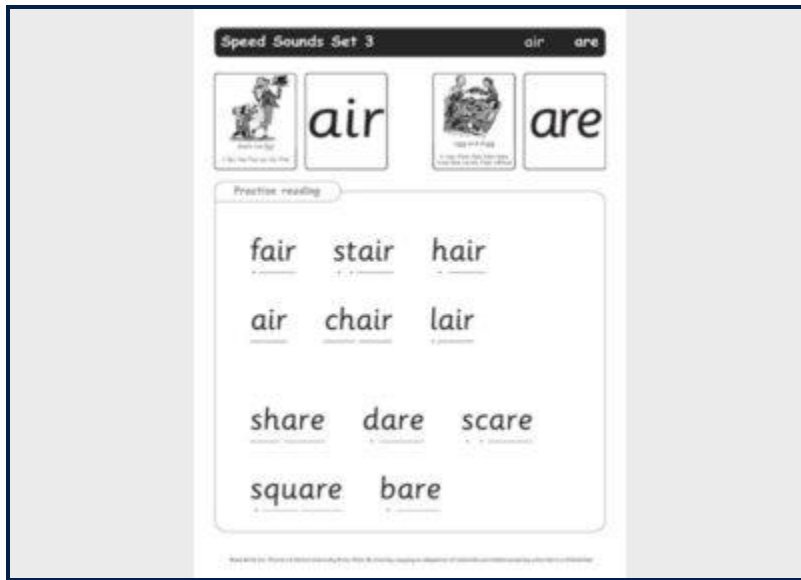 Speed Sounds Set 3 air are
air are
Practise reading
fair stair hair
air chair lair
share dare scare
square bare